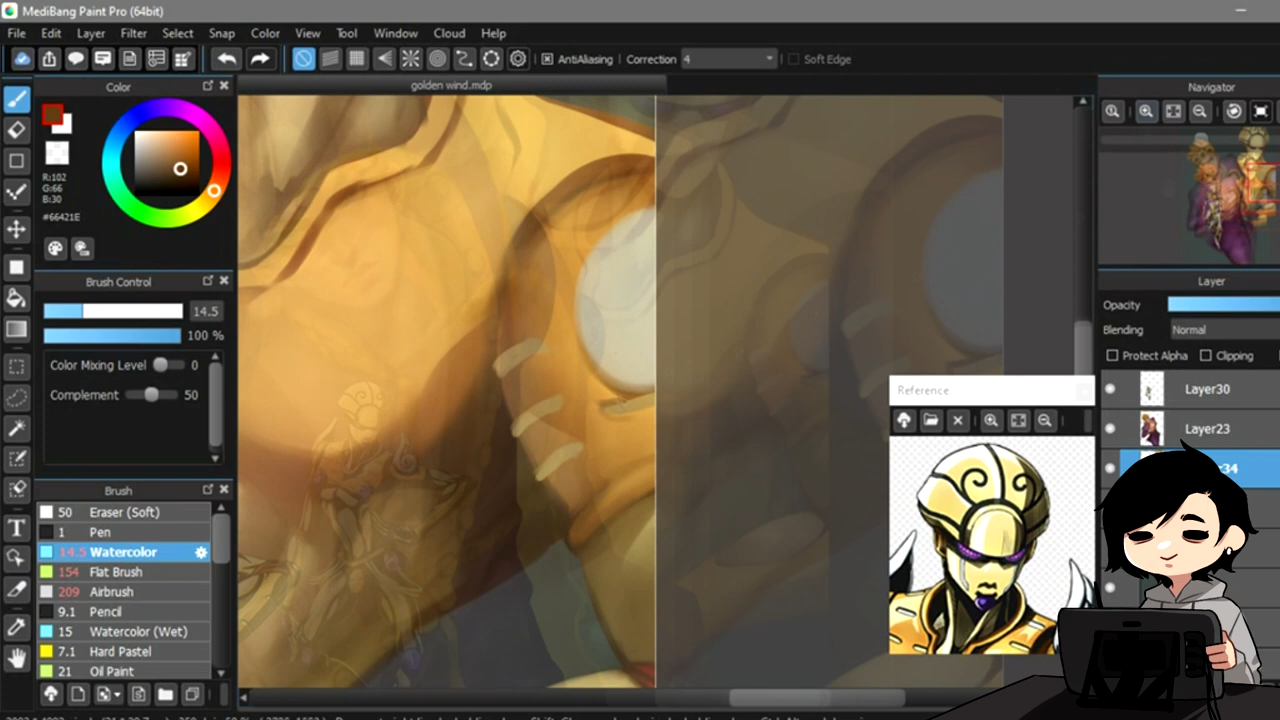 MediBang Paint Pro (64bit)
File Edit Layer Filter Select Snap Color View Tool Window Cloud Help
AntiAliasing Correction 4 Soft Edge
Color
golden wind.mdp
Navigator
R:102
G:66
B:30
#66421E
Brush Control
14.5
100 %
Color Mixing Level 0
Complement 50
Layer
Opacity
Blending Normal
Protect Alpha Clipping
Layer30
Layer23
34
Reference
Brush
50 Eraser (Soft)
1 Pen
14.5 Watercolor
154 Flat Brush
209 Airbrush
9.1 Pencil
15 Watercolor (Wet)
7.1 Hard Pastel
21 Oil Paint
T